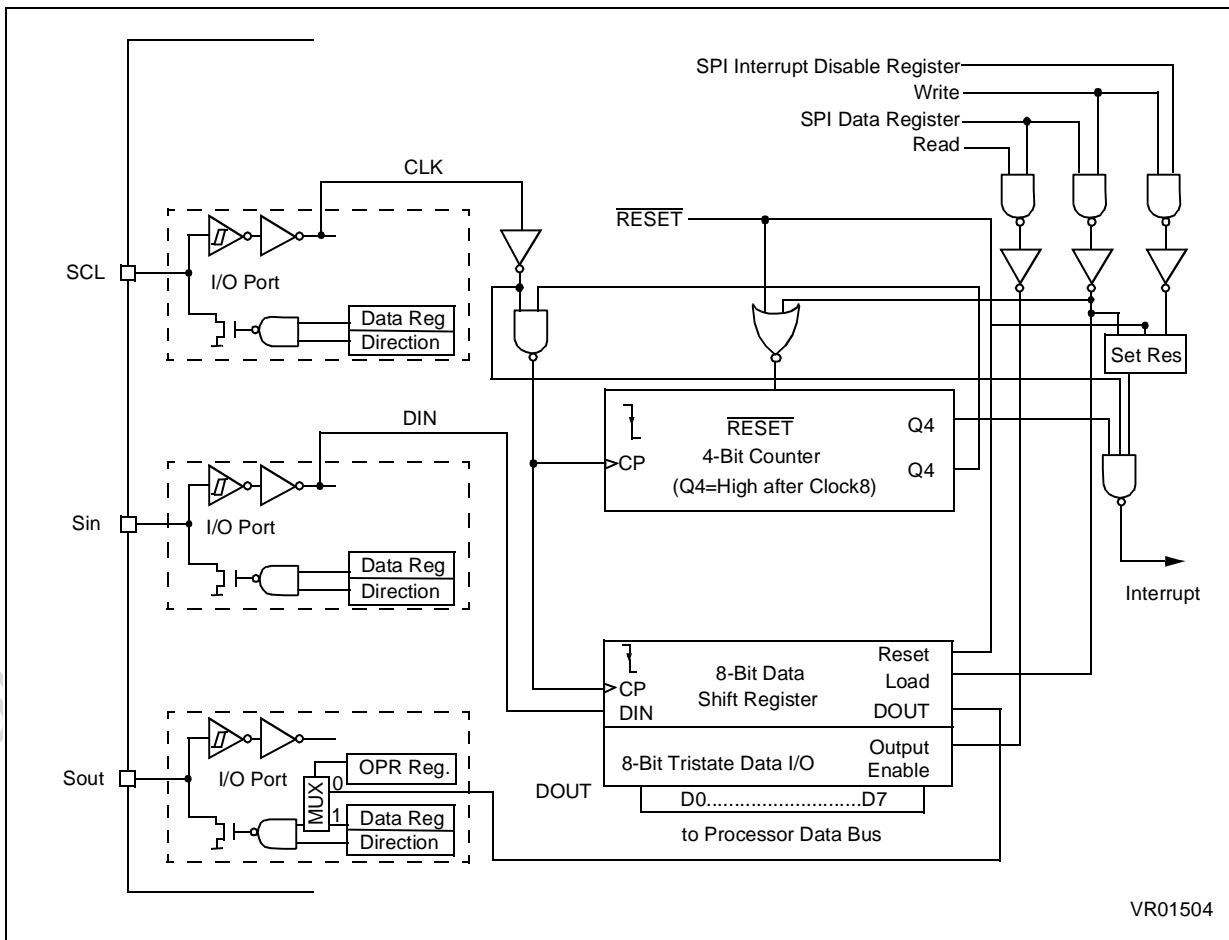 SPI Interrupt Disable Register
Write
SPI Data Register
Read
CLK
RESET
SCL
I/O Port
Data Reg
Direction
Set Res
DIN
RESET
Q4
4-Bit Counter
Q4
CP
(Q4=High after Clock8)
Sin
I/O Port
Data Reg
Direction
Interrupt
Reset
8-Bit Data
Load
CP
Shift Register
DIN
DOUT
Sout
I/O Port
OPR Reg.
MUX
0
1
Data Reg
Direction
DOUT
8-Bit Tristate Data I/O
Output
Enable
D0............................D7
to Processor Data Bus
VR01504